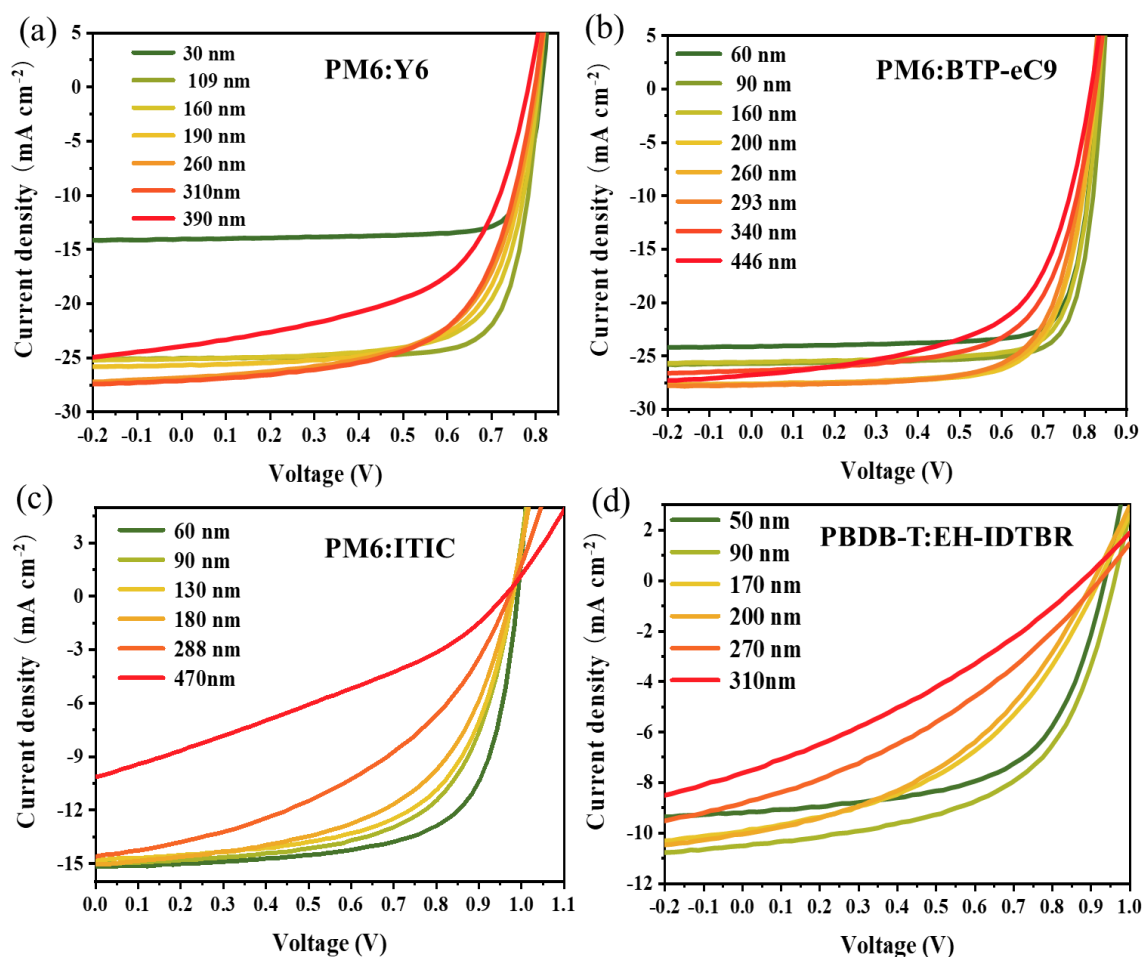 (a)
PM6:Y6
30 nm
109 nm
160 nm
190 nm
260 nm
310nm
390 nm
5
0
-5
-10
-15
-20
-25
-30
Current density (mA cm⁻²)
-0.2 -0.1 0.0 0.1 0.2 0.3 0.4 0.5 0.6 0.7 0.8
Voltage (V)
(b)
PM6:BTP-eC9
60 nm
90 nm
160 nm
200 nm
260 nm
293 nm
340 nm
446 nm
5
0
-5
-10
-15
-20
-25
-30
Current density (mA cm⁻²)
-0.2 -0.1 0.0 0.1 0.2 0.3 0.4 0.5 0.6 0.7 0.8 0.9
Voltage (V)
(c)
PM6:ITIC
60 nm
90 nm
130 nm
180 nm
288 nm
470nm
3
0
-3
-6
-9
-12
-15
Current density (mA cm⁻²)
0.0 0.1 0.2 0.3 0.4 0.5 0.6 0.7 0.8 0.9 1.0 1.1
Voltage (V)
(d)
PBDB-T:EH-IDTBR
50 nm
90 nm
170 nm
200 nm
270 nm
310nm
2
0
-2
-4
-6
-8
-10
-12
Current density (mA cm⁻²)
-0.2 -0.1 0.0 0.1 0.2 0.3 0.4 0.5 0.6 0.7 0.8 0.9 1.0
Voltage (V)